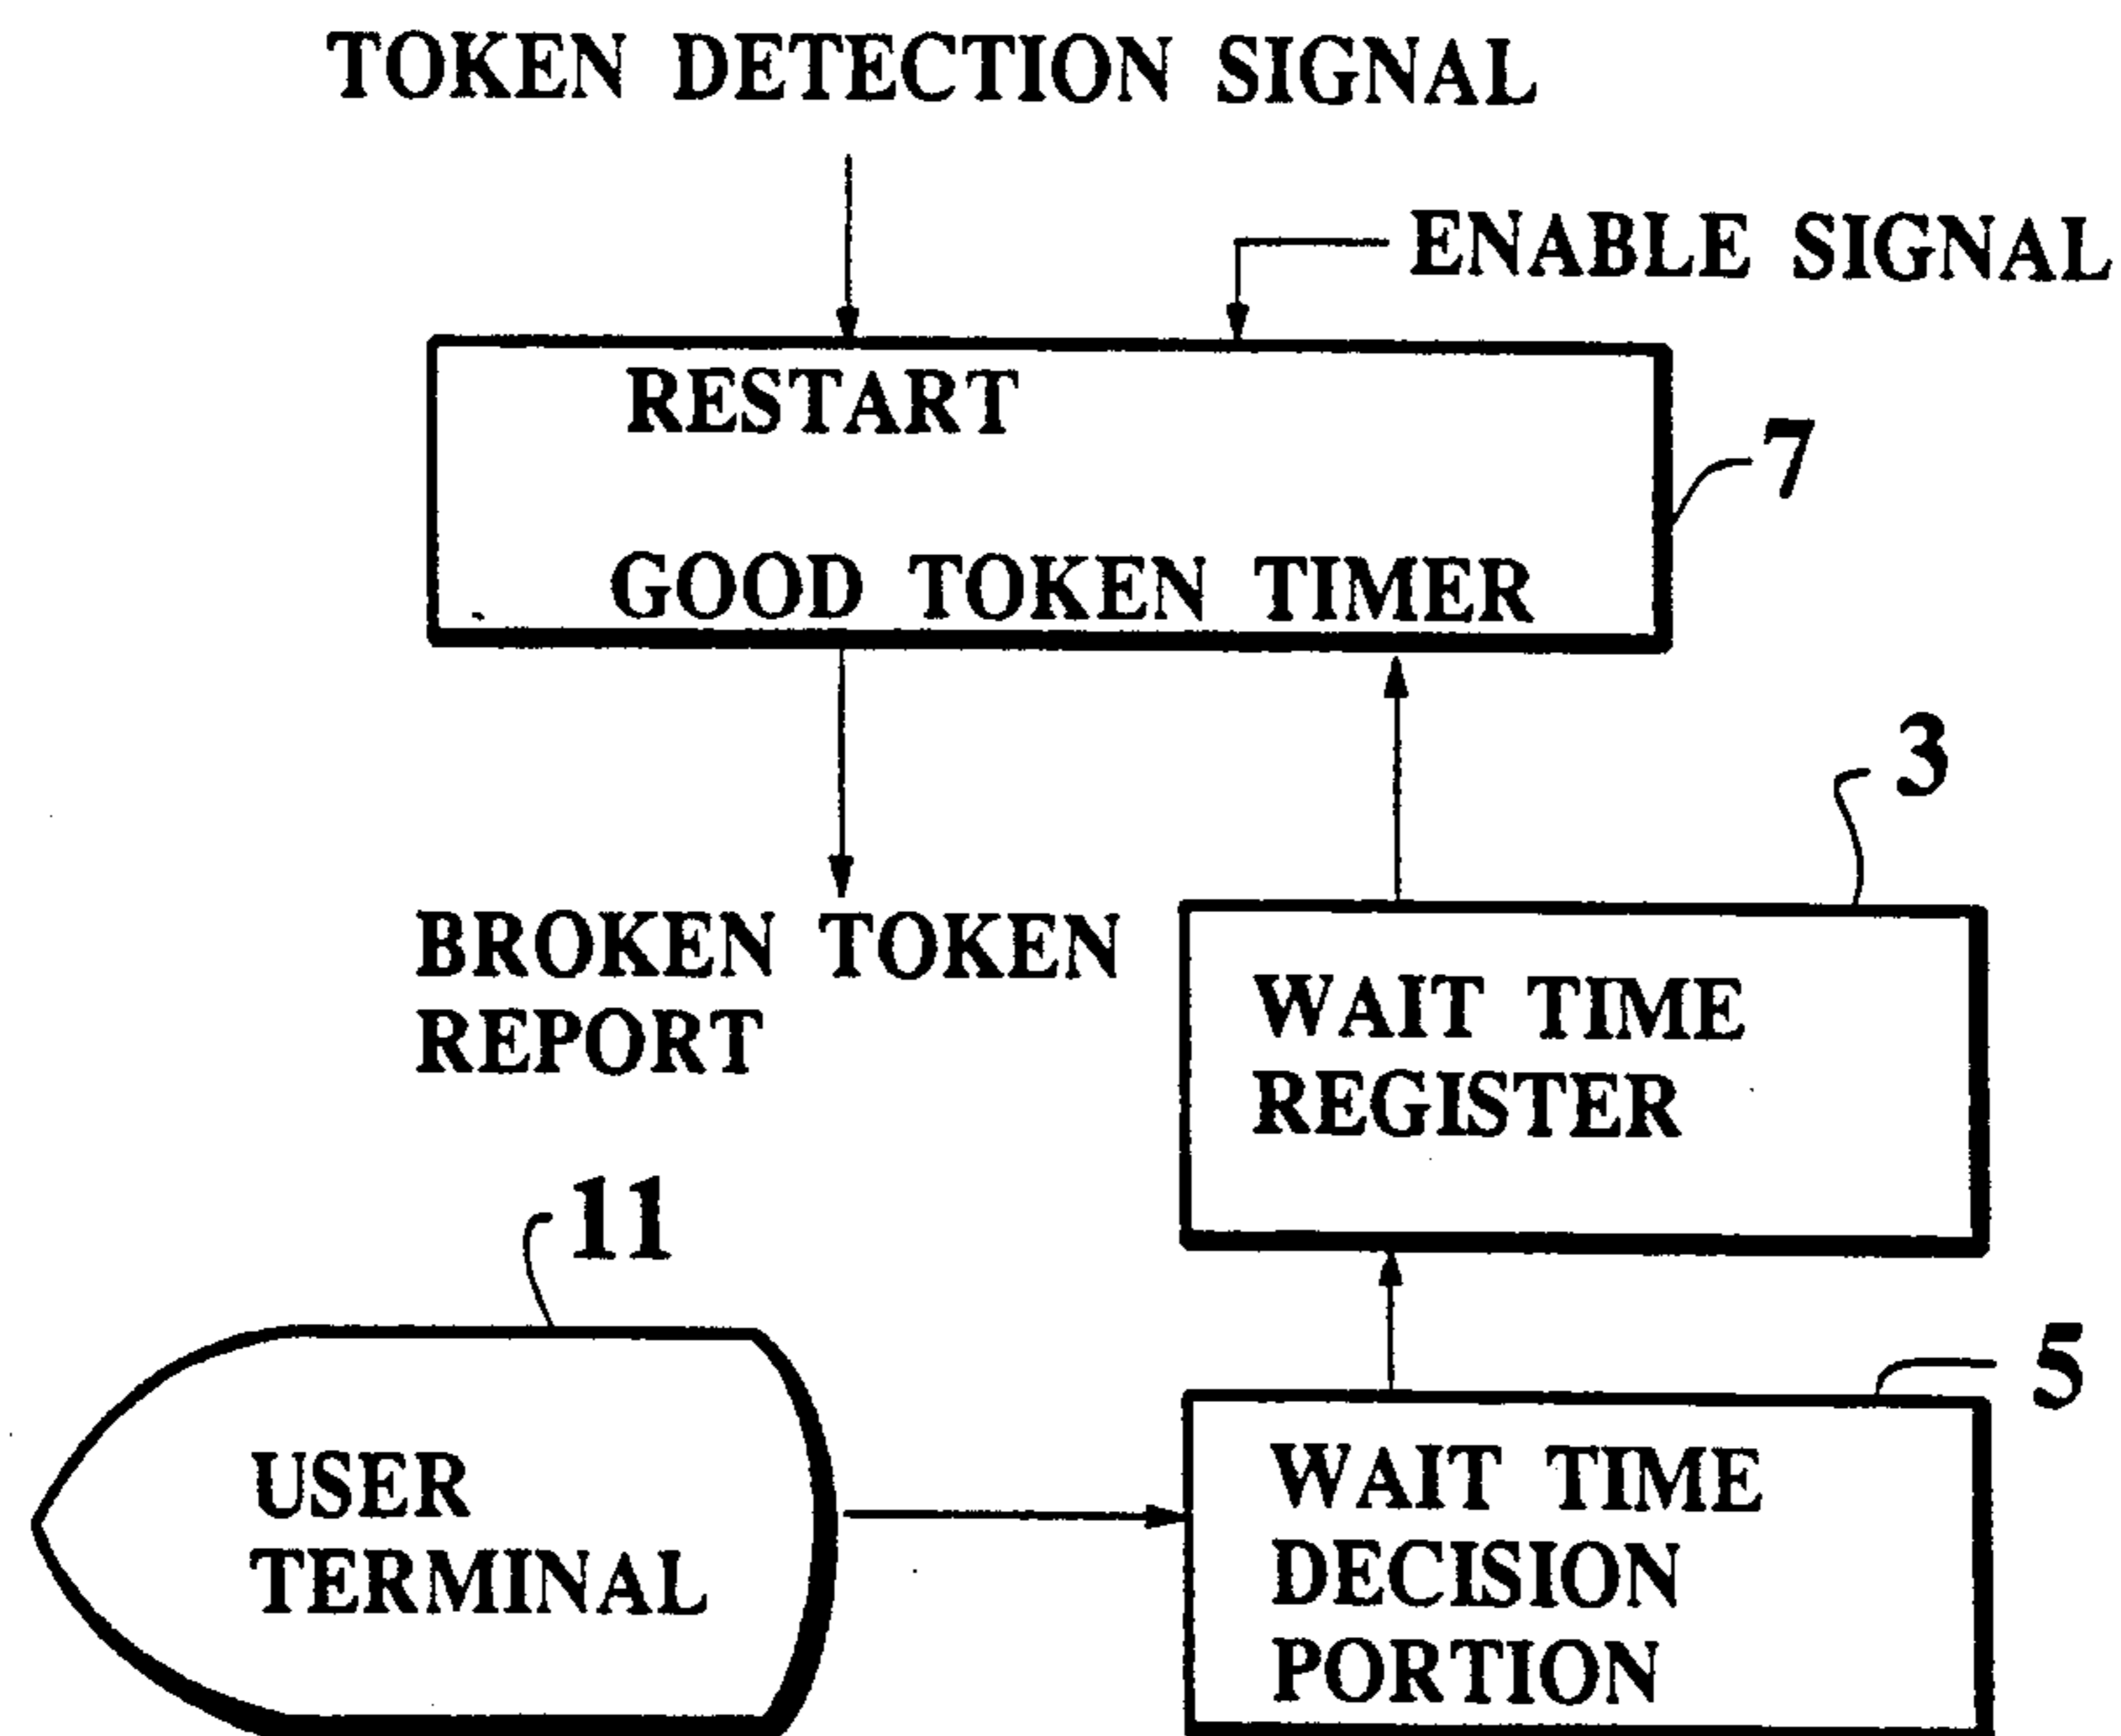 TOKEN DETECTION SIGNAL
ENABLE SIGNAL
RESTART
7
GOOD TOKEN TIMER
3
BROKEN TOKEN
REPORT
WAIT TIME
REGISTER
11
5
USER
TERMINAL
WAIT TIME
DECISION
PORTION